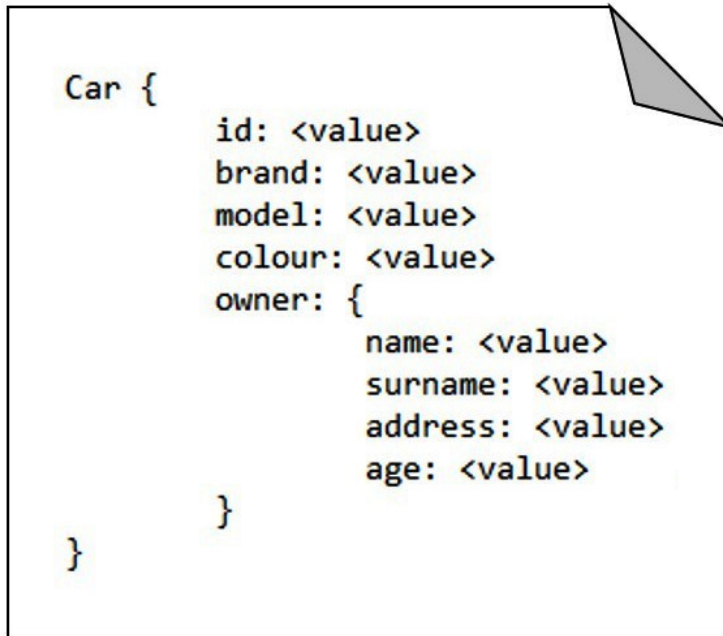 Car {
id: <value>
brand: <value>
model: <value>
colour: <value>
owner: {
name: <value>
surname: <value>
address: <value>
age: <value>
}
}